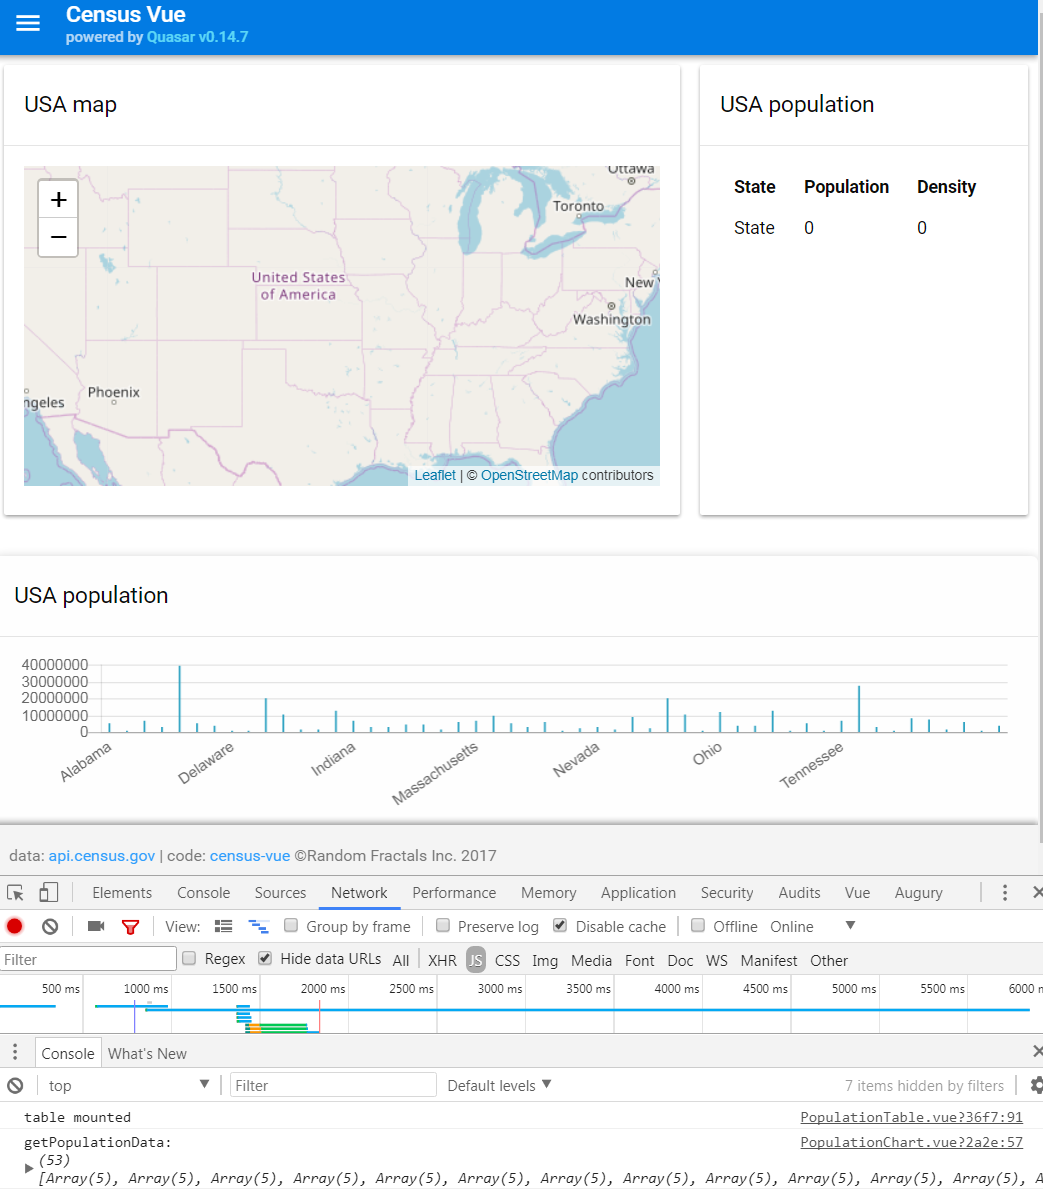 Census Vue
powered by Quasar v0.14.7
USA map
+
−
Ottawa
Toronto
United States
of America
New Y
Washington
Phoenix
ngeles
Leaflet | © OpenStreetMap contributors
USA population
State Population Density
State 0 0
USA population
40000000
30000000
20000000
10000000
0
Alabama
Delaware
Indiana
Massachusetts
Nevada
Ohio
Tennessee
data: api.census.gov | code: census-vue ©Random Fractals Inc. 2017
Elements Console Sources Network Performance Memory Application Security Audits Vue Augury
View: Group by frame Preserve log Disable cache Offline Online
Filter Regex Hide data URLs All XHR JS CSS Img Media Font Doc WS Manifest Other
500 ms 1000 ms 1500 ms 2000 ms 2500 ms 3000 ms 3500 ms 4000 ms 4500 ms 5000 ms 5500 ms 6000 m
Console What's New
top Filter Default levels 7 items hidden by filters
table mounted PopulationTable.vue?36f7:91
getPopulationData: PopulationChart.vue?2a2e:57
(53)
[Array(5), Array(5), Array(5), Array(5), Array(5), Array(5), Array(5), Array(5), Array(5), Array(5), Array(5), Array(5), A